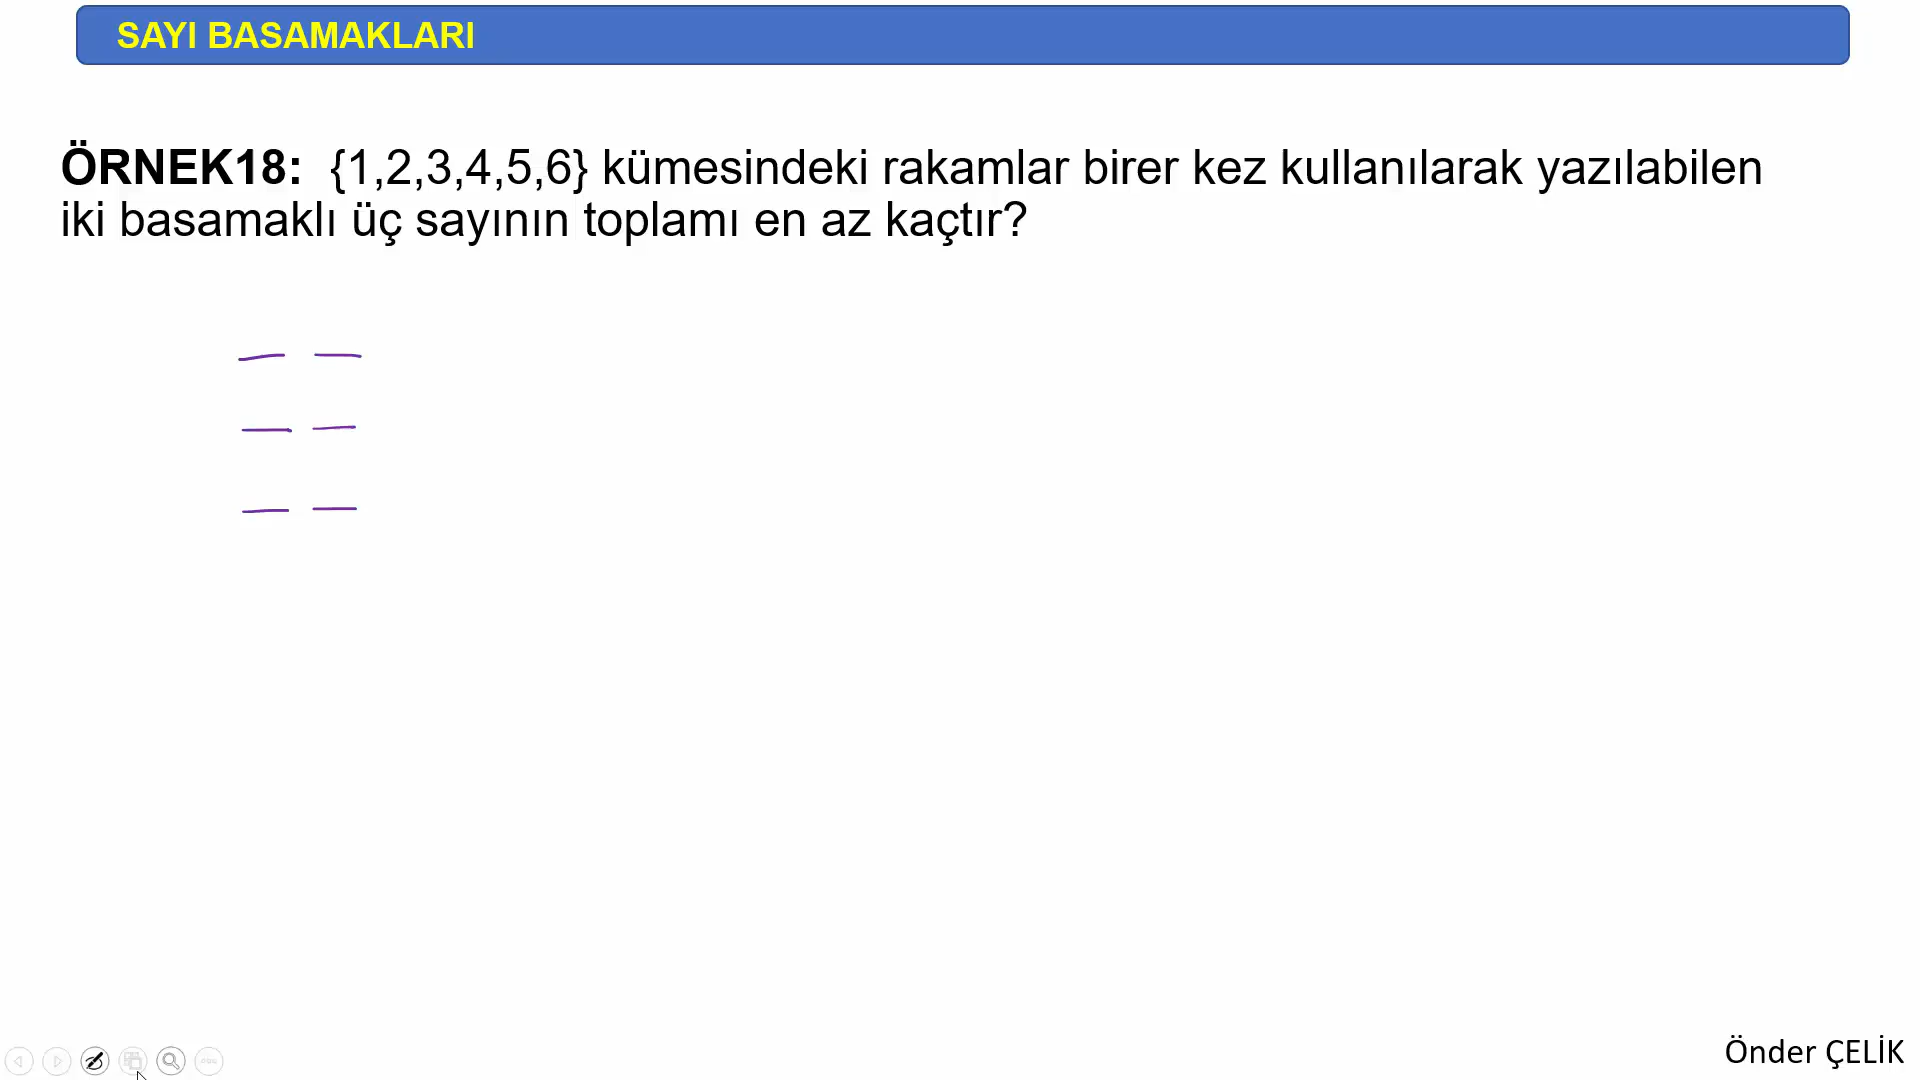 SAYI BASAMAKLARI
ÖRNEK18: {1,2,3,4,5,6} kümesindeki rakamlar birer kez kullanılarak yazılabilen
iki basamaklı üç sayının toplamı en az kaçtır?
Önder ÇELİK